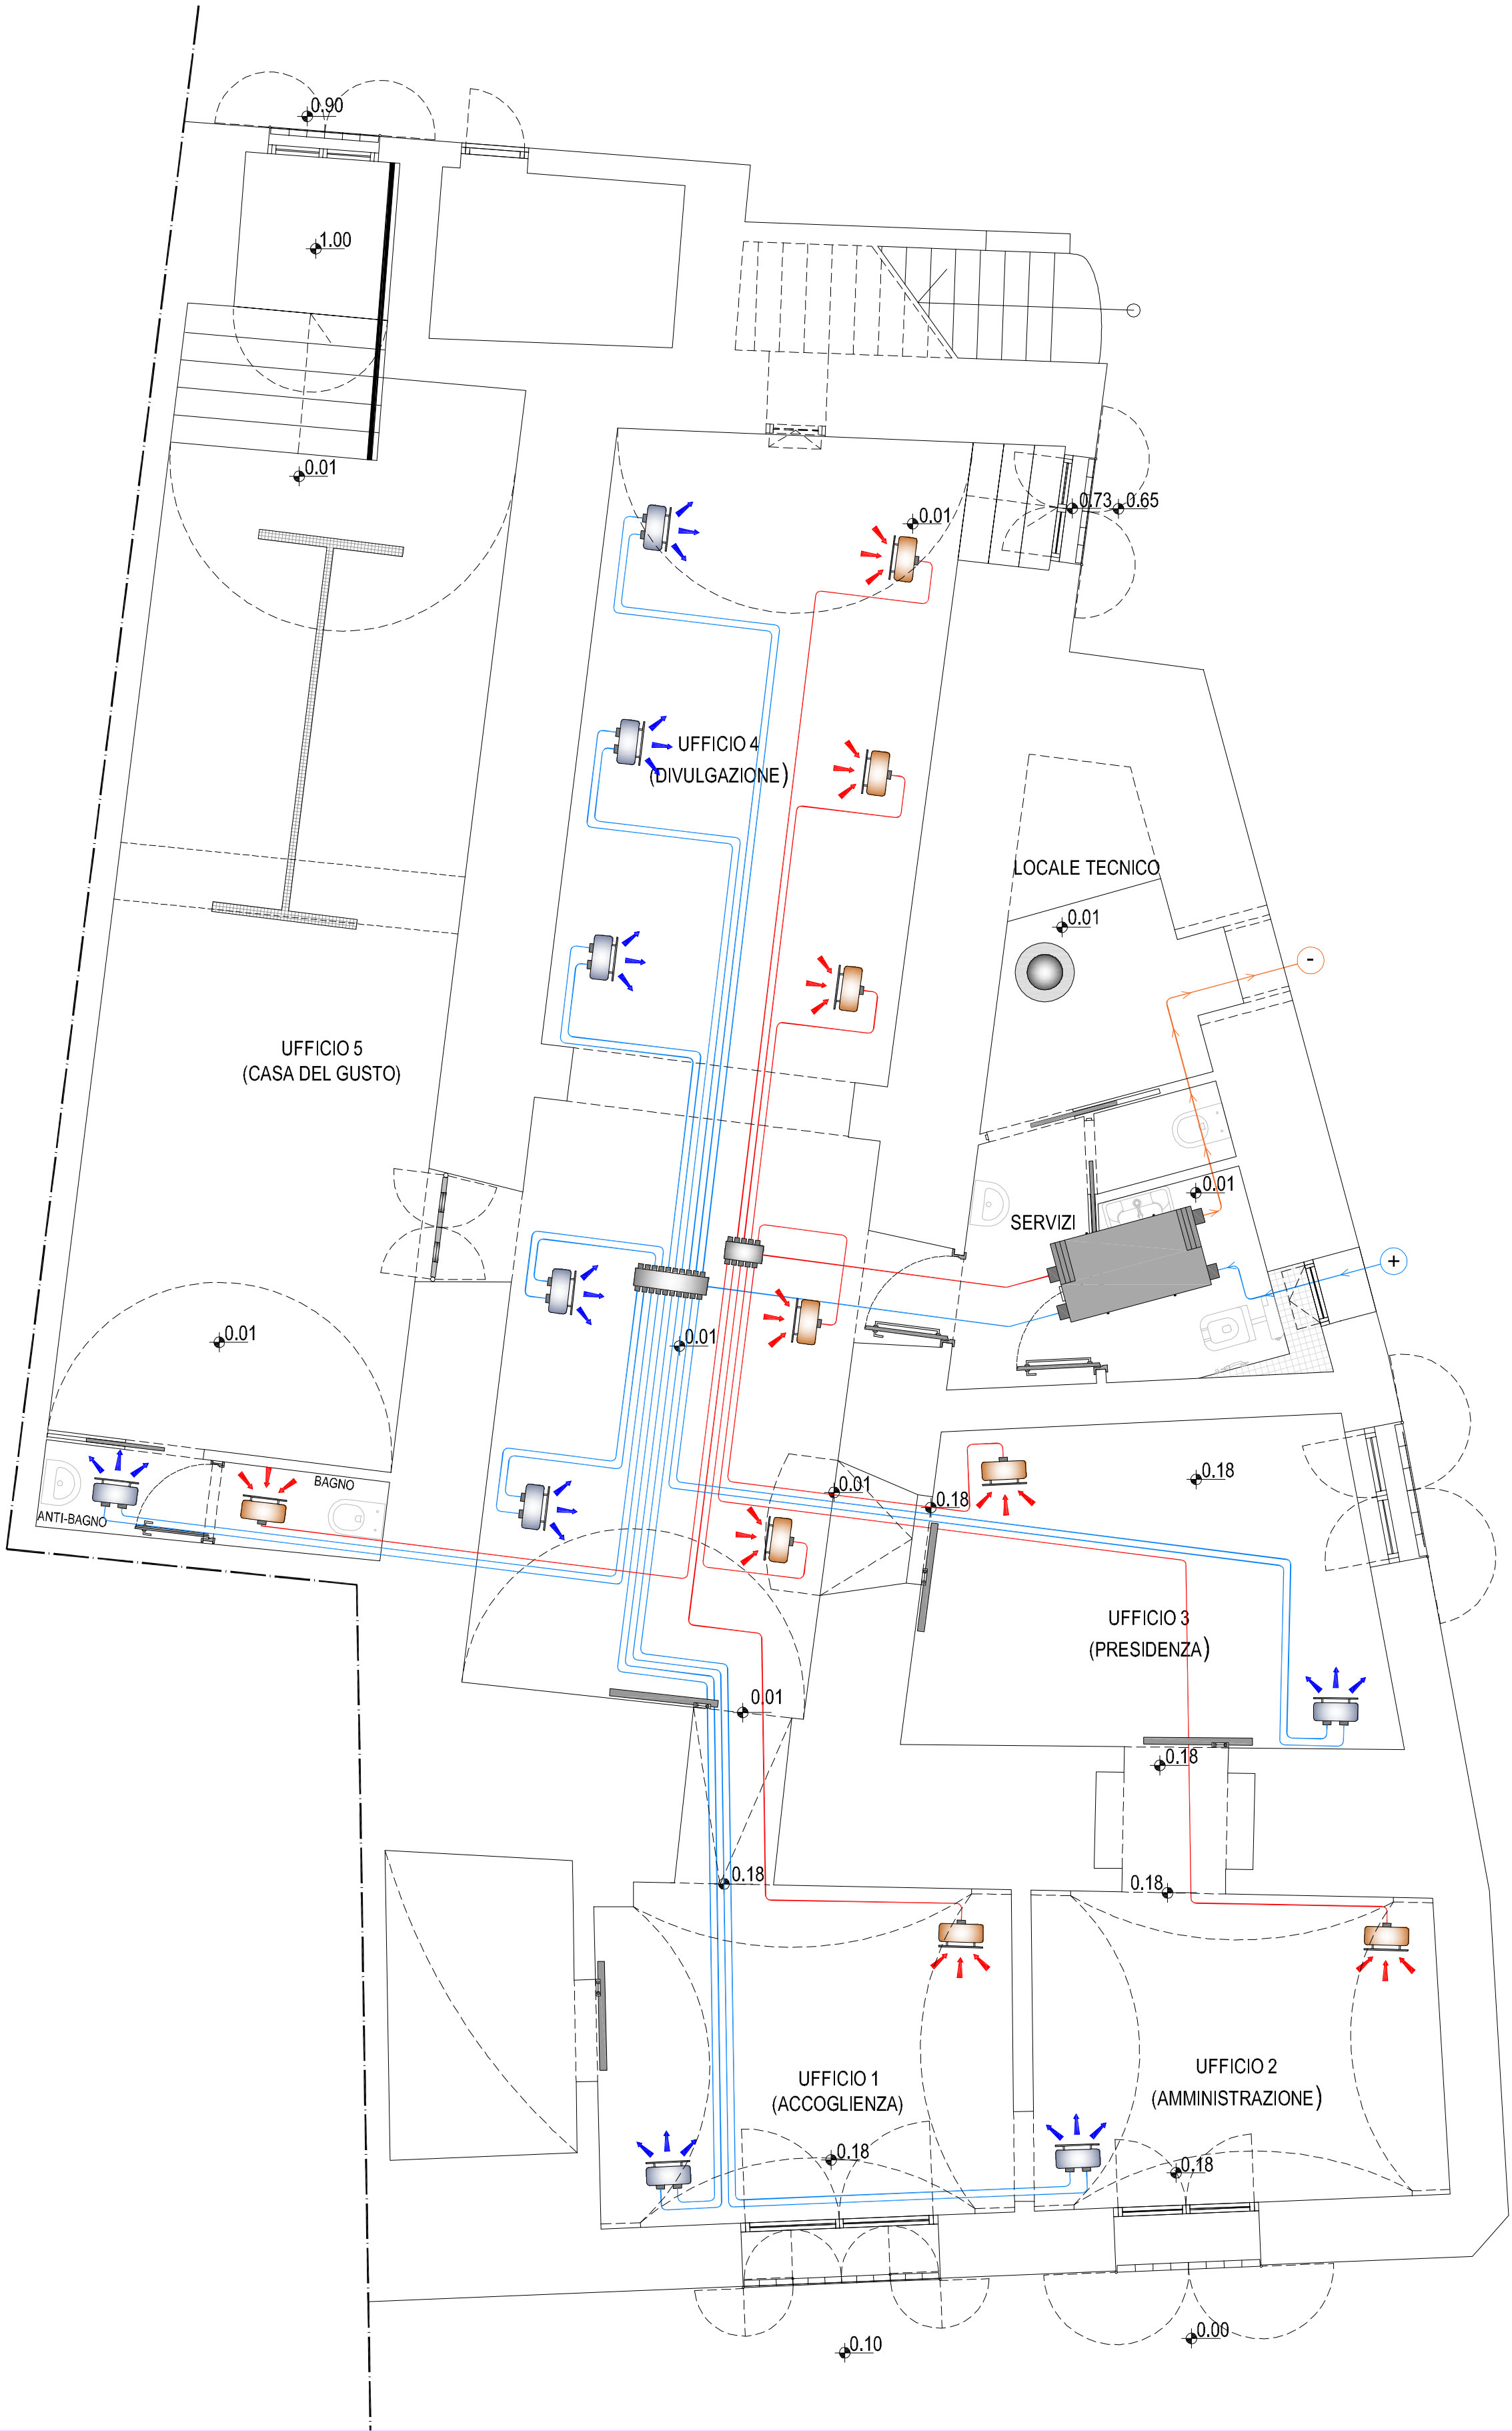 0.90
1.00
0.01
0.01
0.73
0.65
UFFICIO 4
(DIVULGAZIONE)
LOCALE TECNICO
0.01
-
UFFICIO 5
(CASA DEL GUSTO)
0.01
SERVIZI
+
0.01
0.01
BAGNO
ANTI-BAGNO
0.01
0.18
0.18
UFFICIO 3
(PRESIDENZA)
0.01
0.18
0.18
0.18
UFFICIO 1
(ACCOGLIENZA)
UFFICIO 2
(AMMINISTRAZIONE)
0.18
0.18
0.10
0.00